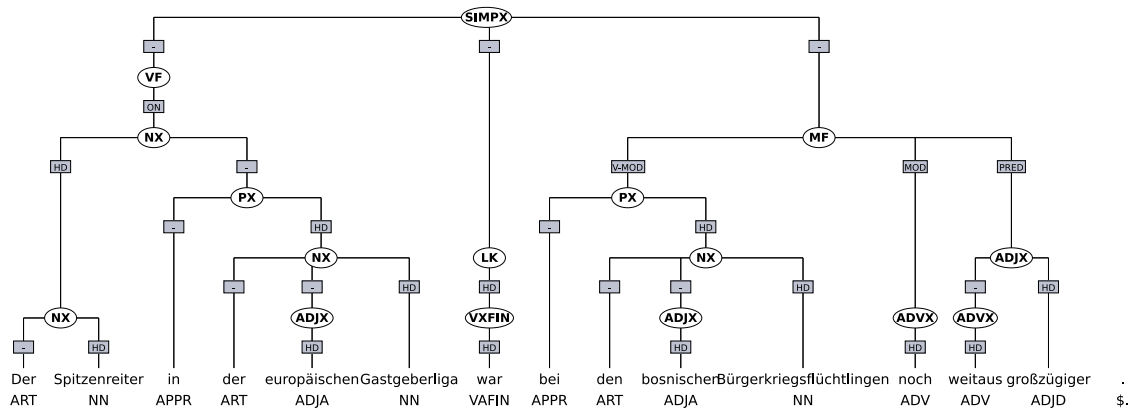 SIMPX
- - -
VF
ON
NX MF
HD - V-MOD MOD PRED
PX PX
- HD - HD
NX LK NX ADJX
- - HD HD - - HD - HD
NX ADJX VXFIN ADJX ADVX ADVX
- HD HD HD HD HD HD
Der Spitzenreiter in der europäischen Gastgeberliga war bei den bosnischen Bürgerkriegsflüchtlingen noch weitaus großzügiger .
ART NN APPR ART ADJA NN VAFIN APPR ART ADJA NN ADV ADV ADJD $.